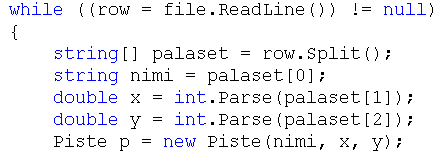 while ((row = file.ReadLine()) != null)
{
string[] palaset = row.Split();
string nimi = palaset[0];
double x = int.Parse(palaset[1]);
double y = int.Parse(palaset[2]);
Piste p = new Piste(nimi, x, y);